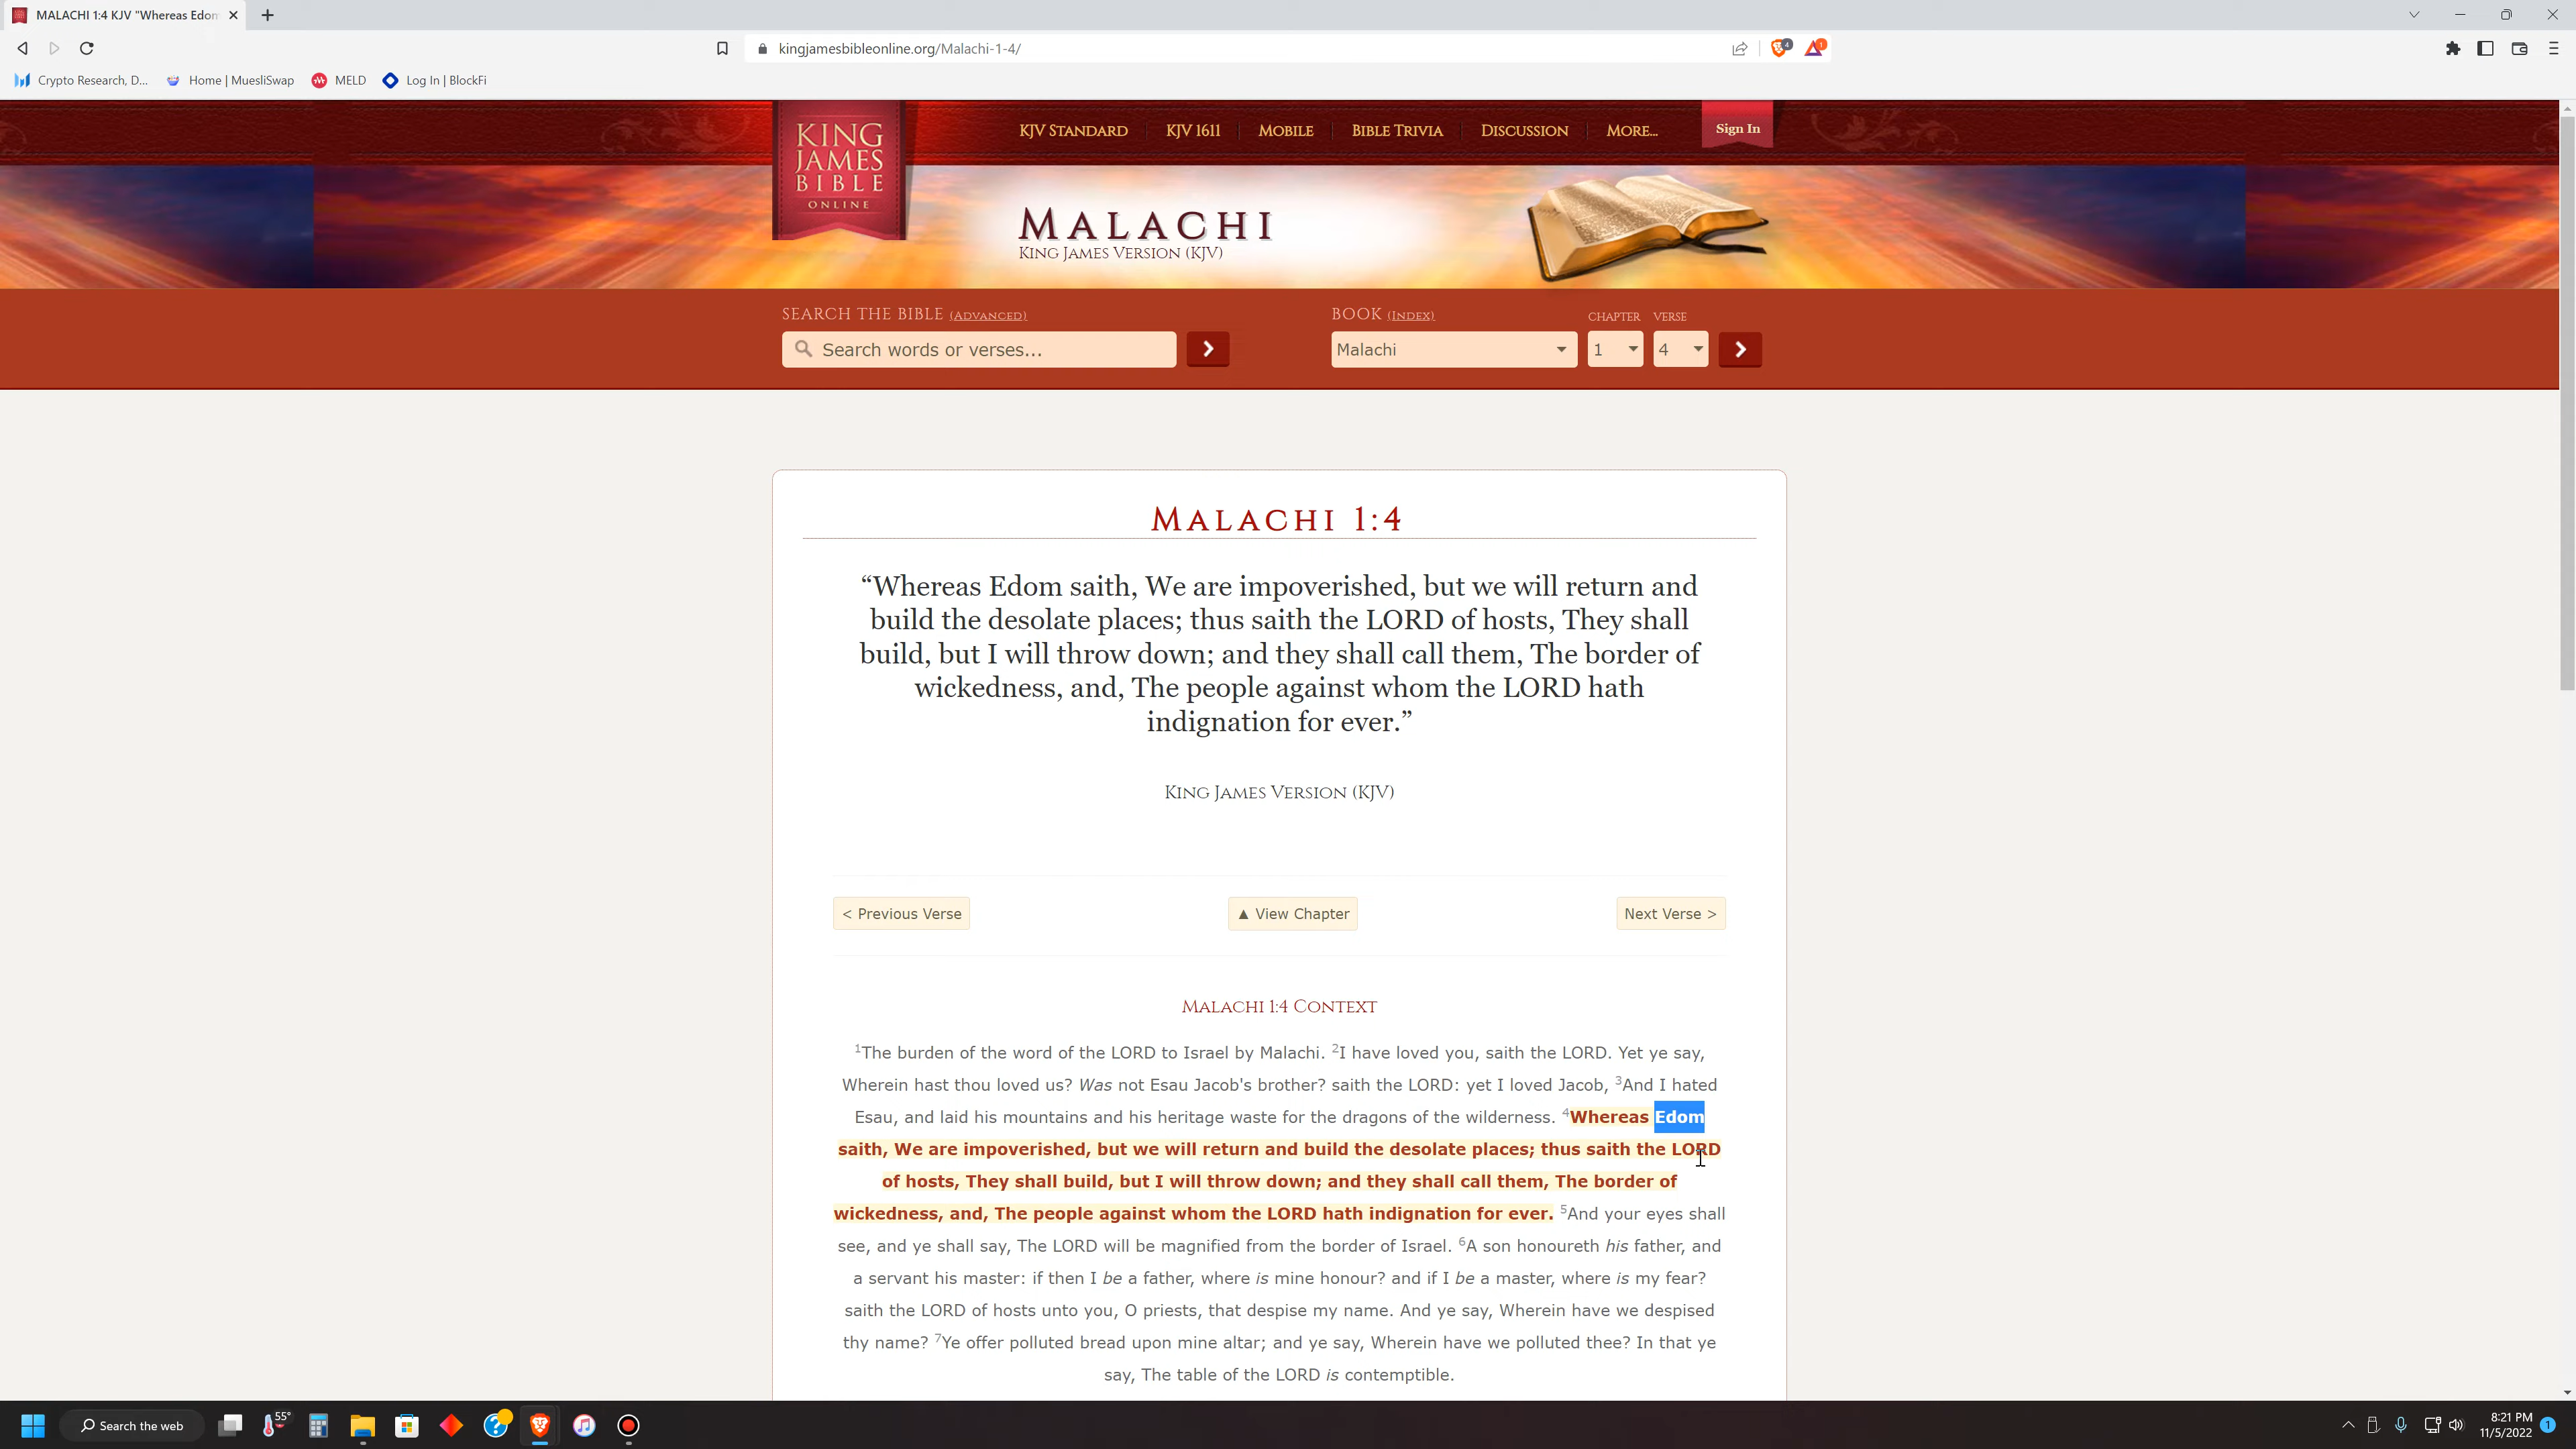 MALACHI 1:4 KJV "Whereas Edom
kingjamesbibleonline.org/Malachi-1-4/
4
1
Crypto Research, D...
Home | MuesliSwap
MELD
Log In | BlockFi
KING
JAMES
BIBLE
ONLINE
KJV Standard
KJV 1611
Mobile
Bible Trivia
Discussion
More...
Sign In
Malachi
King James Version (KJV)
SEARCH THE BIBLE (Advanced)
BOOK (Index)
CHAPTER
VERSE
Search words or verses...
Malachi
1
4
Malachi 1:4
“Whereas Edom saith, We are impoverished, but we will return and
build the desolate places; thus saith the LORD of hosts, They shall
build, but I will throw down; and they shall call them, The border of
wickedness, and, The people against whom the LORD hath
indignation for ever.”
King James Version (KJV)
< Previous Verse
▲ View Chapter
Next Verse >
Malachi 1:4 Context
1The burden of the word of the LORD to Israel by Malachi. 2I have loved you, saith the LORD. Yet ye say,
Wherein hast thou loved us? Was not Esau Jacob's brother? saith the LORD: yet I loved Jacob, 3And I hated
Esau, and laid his mountains and his heritage waste for the dragons of the wilderness. 4Whereas Edom
saith, We are impoverished, but we will return and build the desolate places; thus saith the LORD
of hosts, They shall build, but I will throw down; and they shall call them, The border of
wickedness, and, The people against whom the LORD hath indignation for ever. 5And your eyes shall
see, and ye shall say, The LORD will be magnified from the border of Israel. 6A son honoureth his father, and
a servant his master: if then I be a father, where is mine honour? and if I be a master, where is my fear?
saith the LORD of hosts unto you, O priests, that despise my name. And ye say, Wherein have we despised
thy name? 7Ye offer polluted bread upon mine altar; and ye say, Wherein have we polluted thee? In that ye
say, The table of the LORD is contemptible.
Search the web
55°
8:21 PM
11/5/2022
1